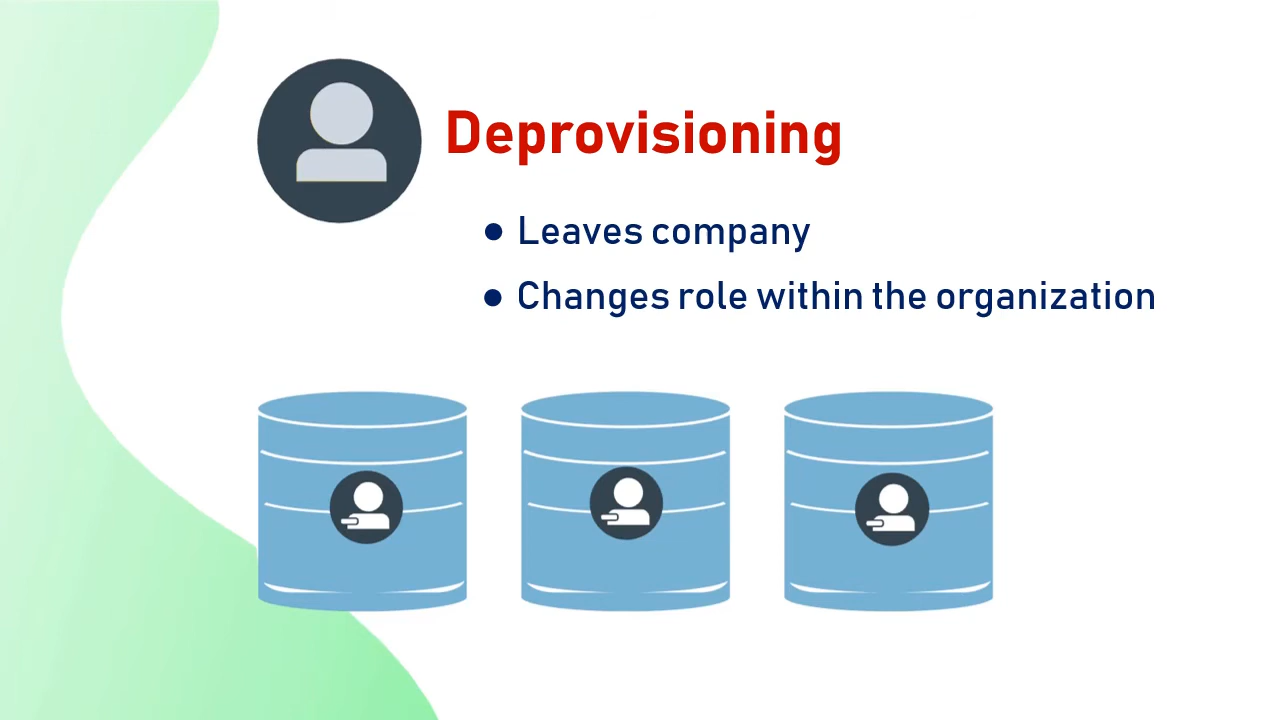 Deprovisioning
● Leaves company
● Changes role within the organization